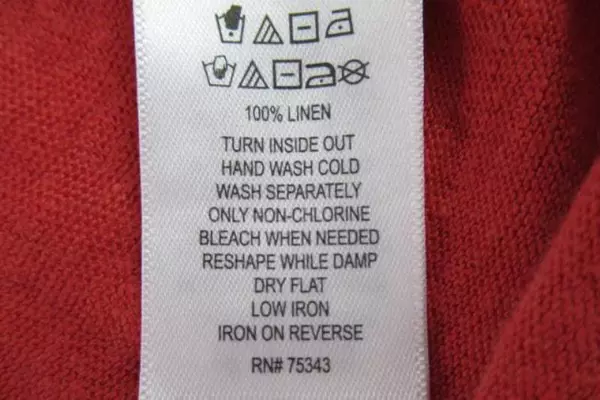 100% LINEN
TURN INSIDE OUT
HAND WASH COLD
WASH SEPARATELY
ONLY NON-CHLORINE
BLEACH WHEN NEEDED
RESHAPE WHILE DAMP
DRY FLAT
LOW IRON
IRON ON REVERSE
RN# 75343